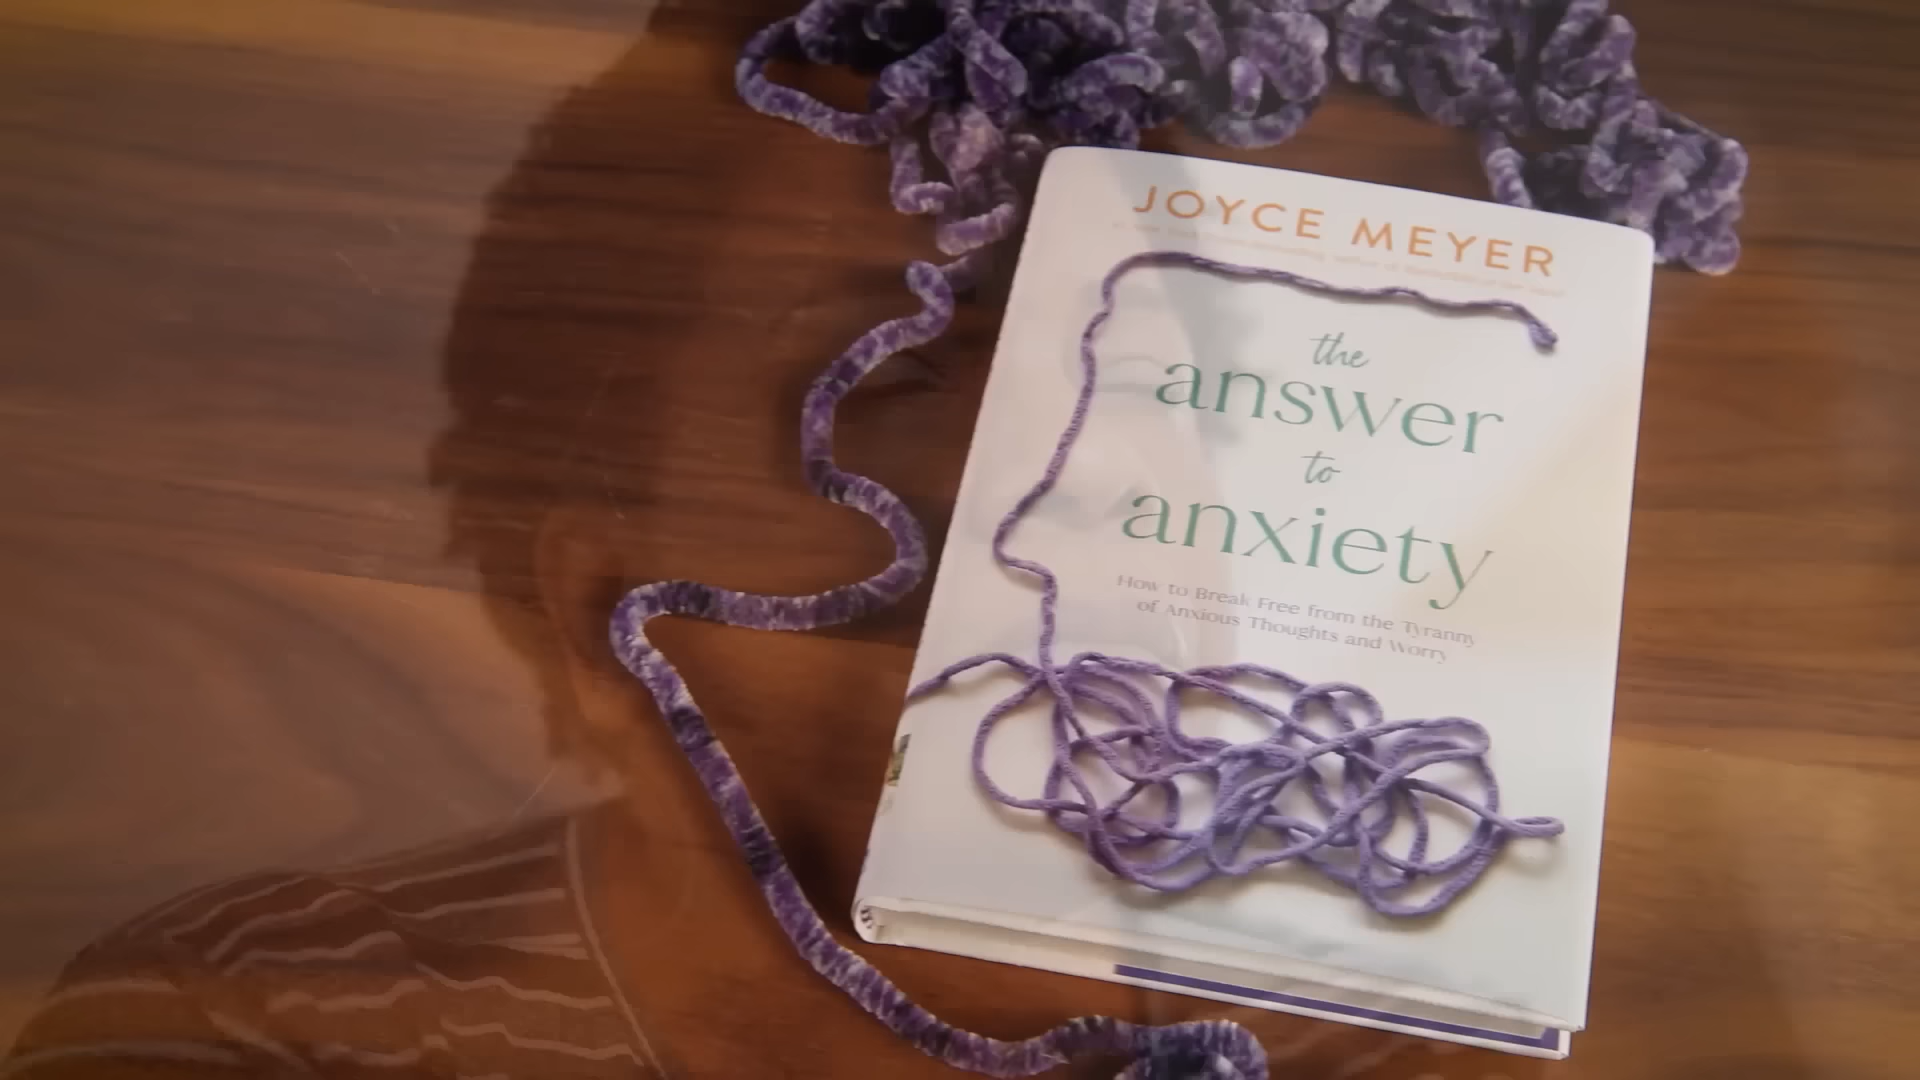 JOYCE MEYER
the
answer
to
anxiety
How to Break Free from the Tyranny
of Anxious Thoughts and Worry